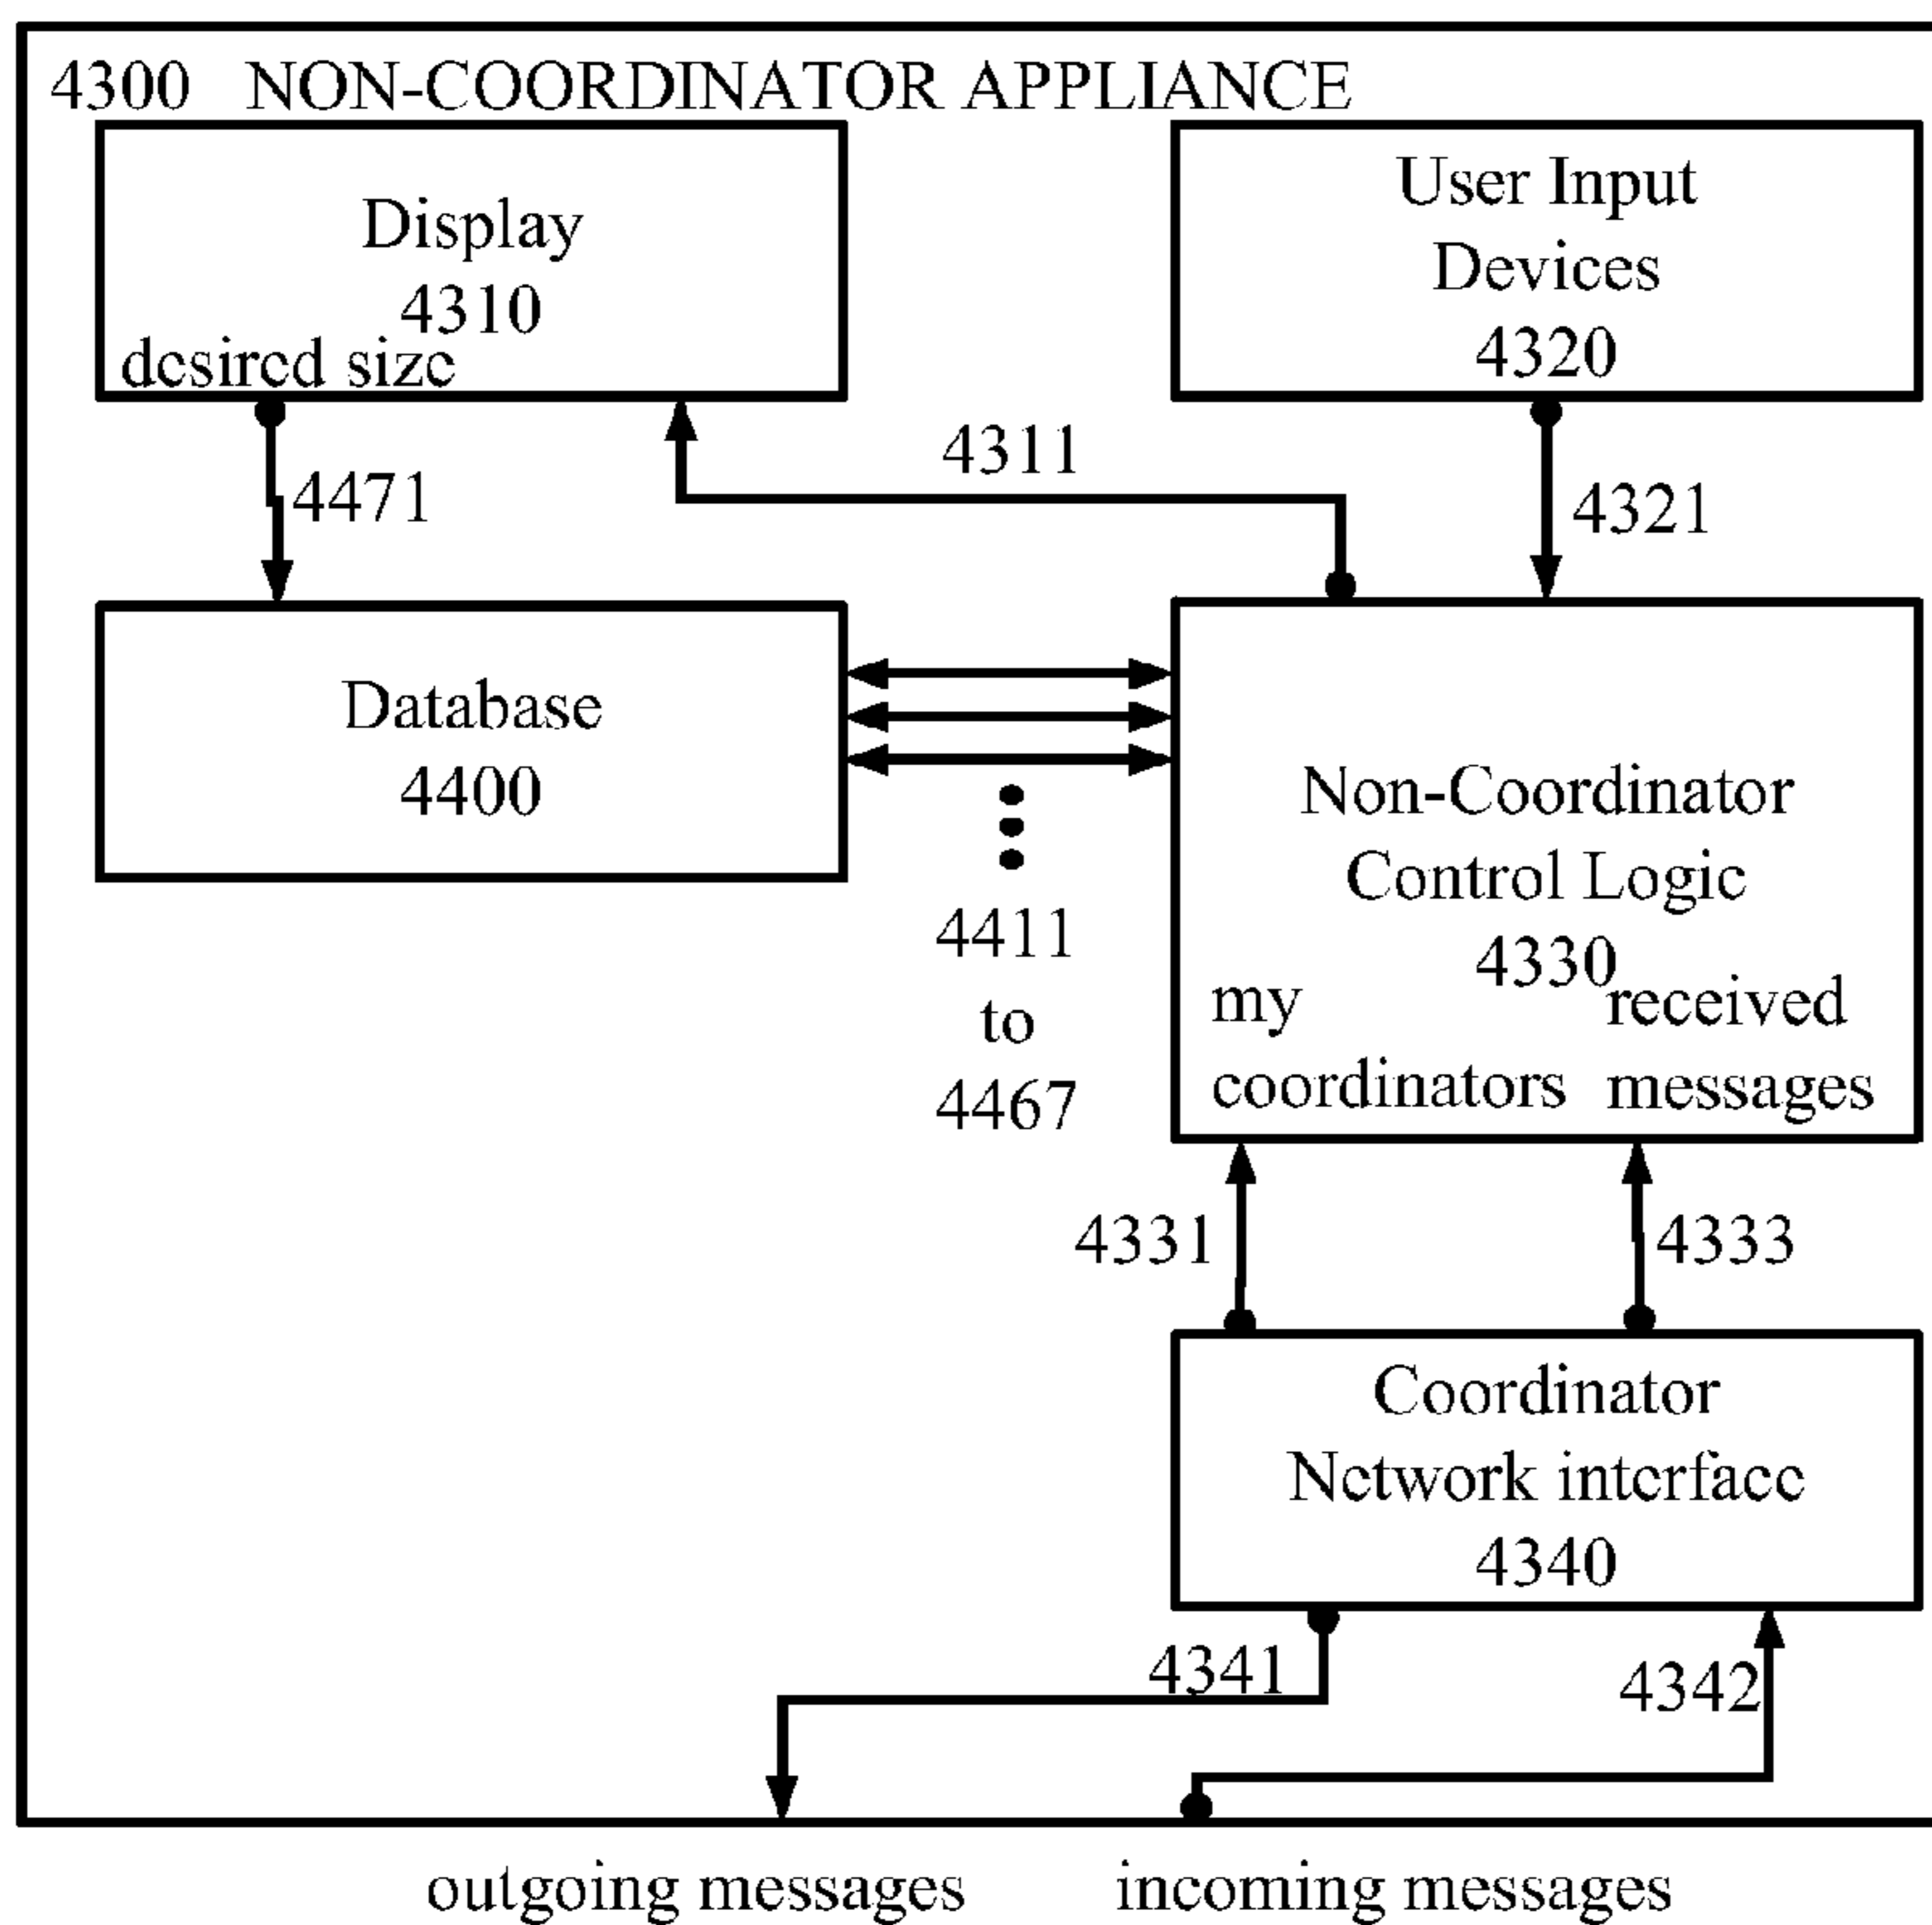 4300 NON-COORDINATOR APPLIANCE
Display
4310
desired size
User Input
Devices
4320
4311
4471
4321
Database
4400
Non-Coordinator
Control Logic
4330
my
coordinators
received
messages
4411
to
4467
4331
4333
Coordinator
Network interface
4340
4341
4342
outgoing messages
incoming messages